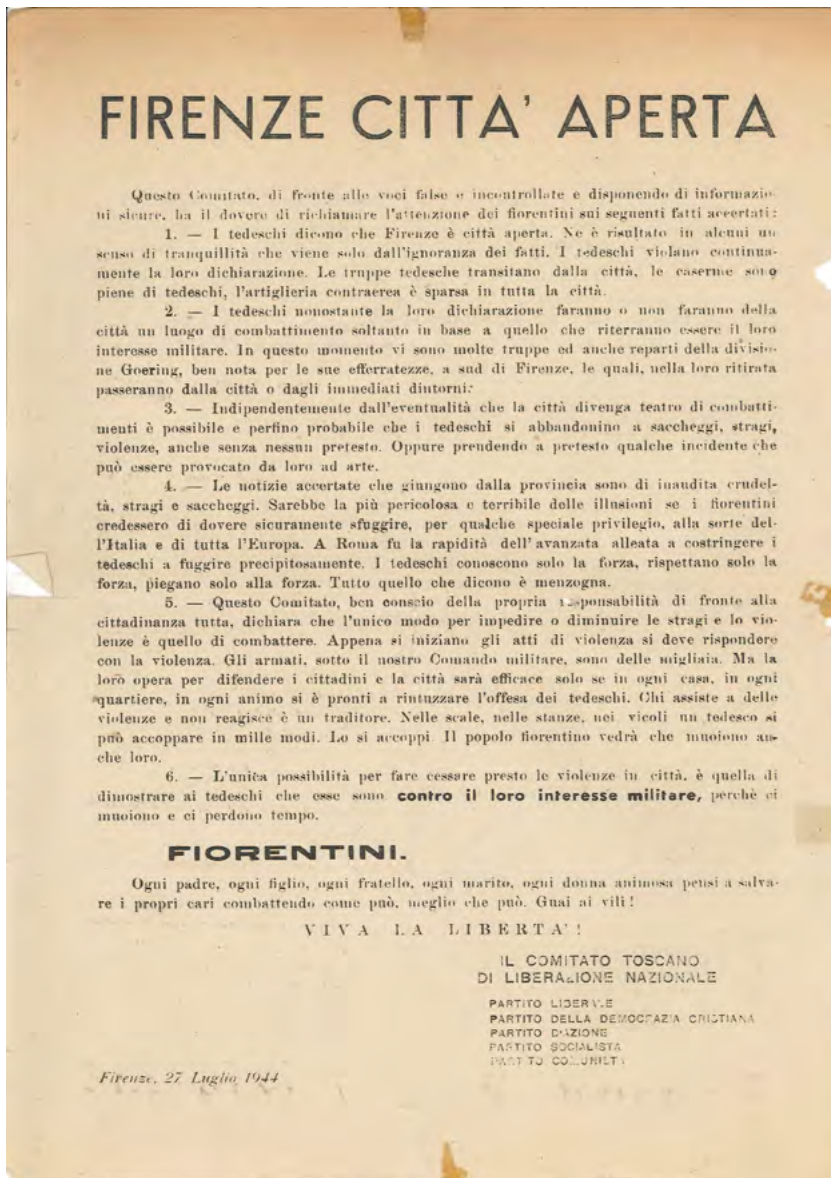 FIRENZE CITTA' APERTA
Questo Comitato, di fronte alle voci false e incontrollate e disponendo di informazio-
ni sicure, ha il dovere di richiamare l'attenzione dei fiorentini sui seguenti fatti accertati:
1. — I tedeschi dicono che Firenze è città aperta. Ne è risultato in alcuni un
senso di tranquillità che viene solo dall'ignoranza dei fatti. I tedeschi violano continua-
mente la loro dichiarazione. Le truppe tedesche transitano dalla città, le caserme sono
piene di tedeschi, l'artiglieria contraerea è sparsa in tutta la città.
2. — I tedeschi nonostante la loro dichiarazione faranno o non faranno della
città un luogo di combattimento soltanto in base a quello che riterranno essere il loro
interesse militare. In questo momento vi sono molte truppe ed anche reparti della divisio-
ne Goering, ben nota per le sue efferratezze, a sud di Firenze, le quali, nella loro ritirata
passeranno dalla città o dagli immediati dintorni.
3. — Indipendentemente dall'eventualità che la città divenga teatro di combatti-
menti è possibile e perfino probabile che i tedeschi si abbandonino a saccheggi, stragi,
violenze, anche senza nessun pretesto. Oppure prendendo a pretesto qualche incidente che
può essere provocato da loro ad arte.
4. — Le notizie accertate che giungono dalla provincia sono di inaudita crudel-
tà, stragi e saccheggi. Sarebbe la più pericolosa e terribile delle illusioni se i fiorentini
credessero di dovere sicuramente sfuggire, per qualche speciale privilegio, alla sorte del-
l'Italia e di tutta l'Europa. A Roma fu la rapidità dell'avanzata alleata a costringere i
tedeschi a fuggire precipitosamente. I tedeschi conoscono solo la forza, rispettano solo la
forza, piegano solo alla forza. Tutto quello che dicono è menzogna.
5. — Questo Comitato, ben conscio della propria responsabilità di fronte alla
cittadinanza tutta, dichiara che l'unico modo per impedire o diminuire le stragi e le vio-
lenze è quello di combattere. Appena si iniziano gli atti di violenza si deve rispondere
con la violenza. Gli armati, sotto il nostro Comando militare, sono delle migliaia. Ma la
loro opera per difendere i cittadini e la città sarà efficace solo se in ogni casa, in ogni
quartiere, in ogni animo si è pronti a rintuzzare l'offesa dei tedeschi. Chi assiste a delle
violenze e non reagisce è un traditore. Nelle scale, nelle stanze, nei vicoli un tedesco si
può accoppare in mille modi. Lo si accoppi. Il popolo fiorentino vedrà che muoiono an-
che loro.
6. — L'unica possibilità per fare cessare presto le violenze in città, è quella di
dimostrare ai tedeschi che esse sono contro il loro interesse militare, perchè ci
muoiono e ci perdono tempo.
FIORENTINI.
Ogni padre, ogni figlio, ogni fratello, ogni marito, ogni donna animosa pensi a salva-
re i propri cari combattendo come può, meglio che può. Guai ai vili!
VIVA LA LIBERTA'!
IL COMITATO TOSCANO
DI LIBERAZIONE NAZIONALE
PARTITO LIBERALE
PARTITO DELLA DEMOCRAZIA CRISTIANA
PARTITO D'AZIONE
PARTITO SOCIALISTA
PARTITO COMUNISTA
Firenze, 27 Luglio 1944